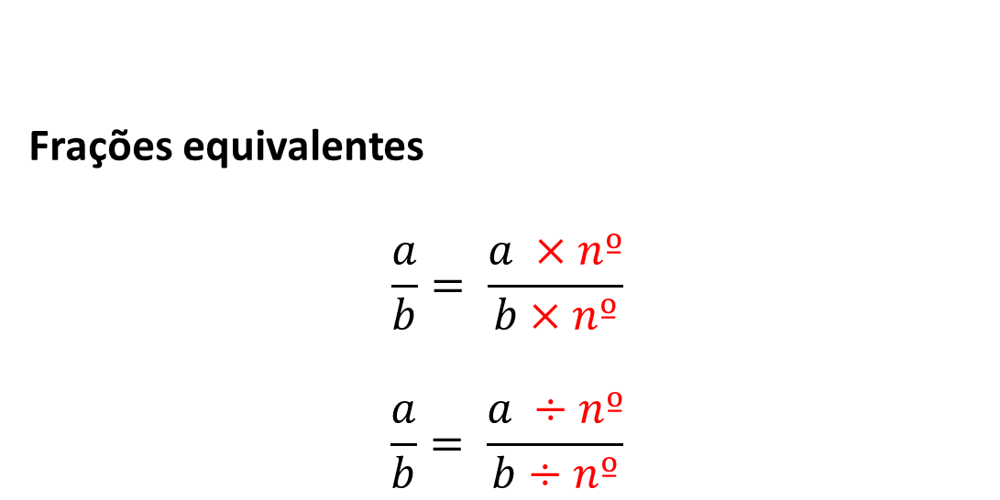 Frações equivalentes
a/b = a × nº / b × nº
a/b = a ÷ nº / b ÷ nº